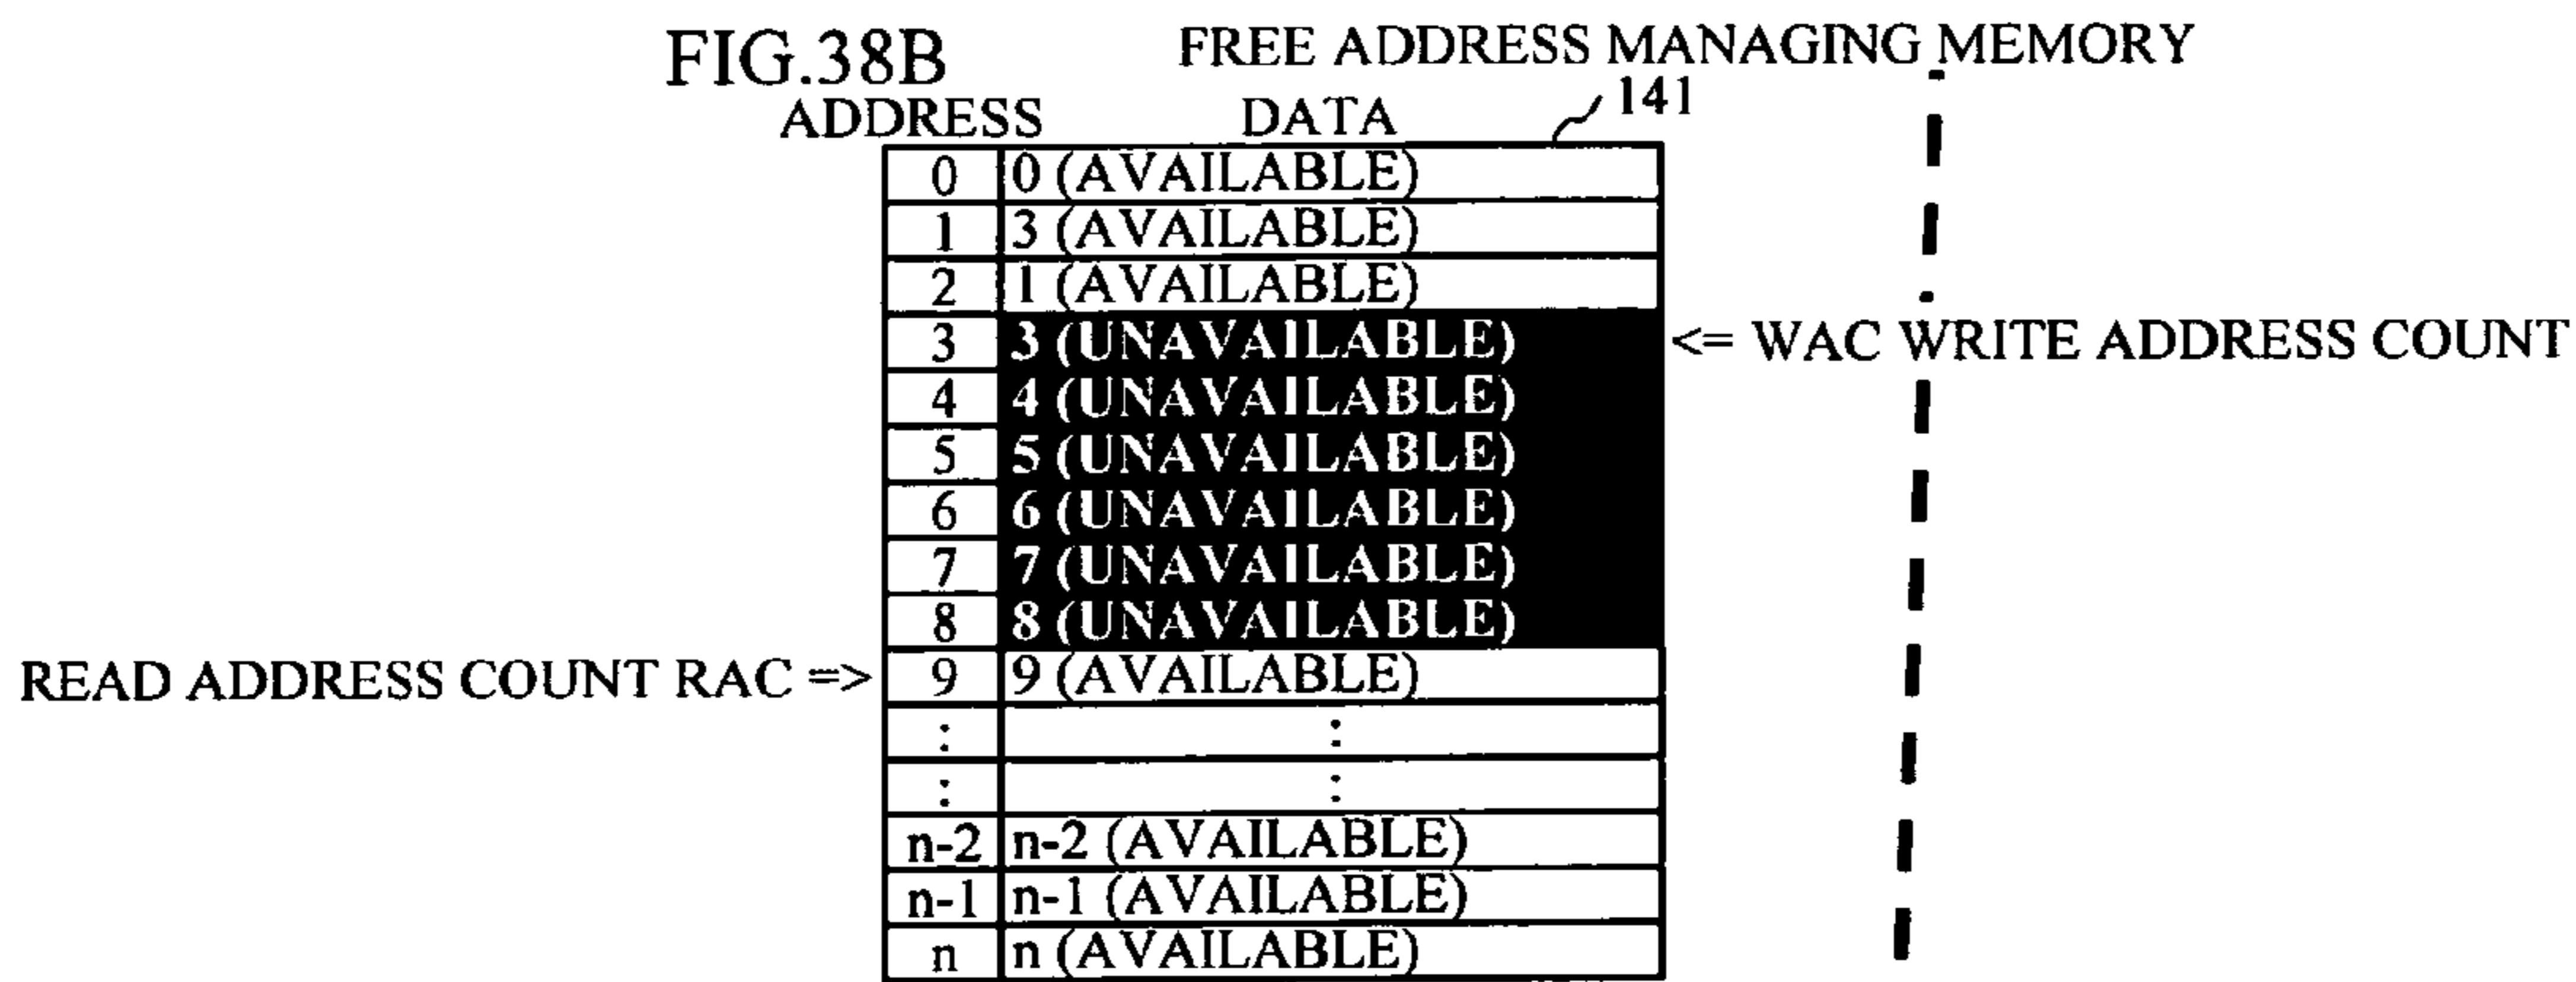 FIG.38B
FREE ADDRESS MANAGING MEMORY
ADDRESS DATA 141
0 0 (AVAILABLE)
1 3 (AVAILABLE)
2 1 (AVAILABLE)
3 3 (UNAVAILABLE) <= WAC WRITE ADDRESS COUNT
4 4 (UNAVAILABLE)
5 5 (UNAVAILABLE)
6 6 (UNAVAILABLE)
7 7 (UNAVAILABLE)
8 8 (UNAVAILABLE)
READ ADDRESS COUNT RAC => 9 9 (AVAILABLE)
: :
: :
n-2 n-2 (AVAILABLE)
n-1 n-1 (AVAILABLE)
n n (AVAILABLE)